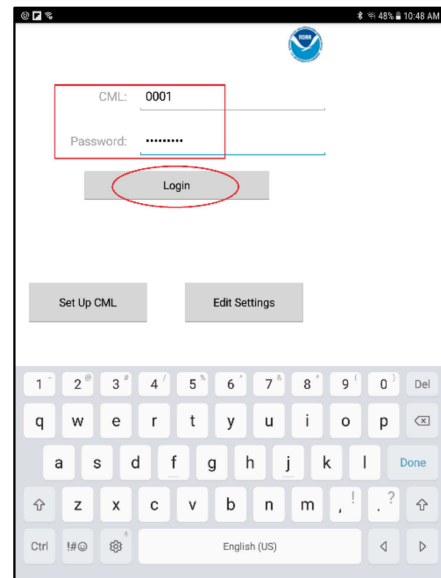 48% 10:48 AM
NOAA
CML: 0001
Password: •••••••••
Login
Set Up CML Edit Settings
1 ~ 2 @ 3 # 4 / 5 % 6 ^ 7 & 8 * 9 ( 0 ) Del
q w e r t y u i o p
a s d f g h j k l Done
z x c v b n m , ! . ?
Ctrl !#☺ English (US)